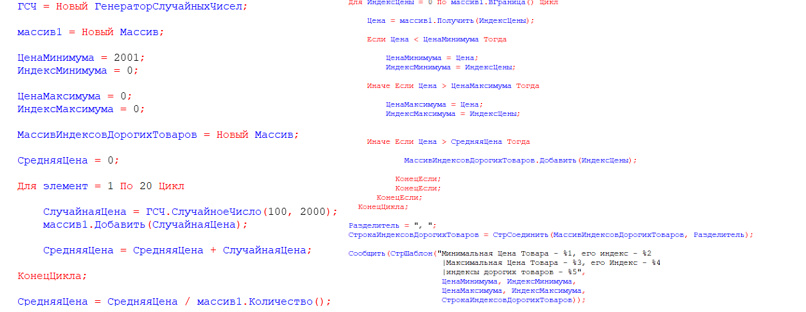 ГСЧ = Новый ГенераторСлучайныхЧисел;
массив1 = Новый Массив;
ЦенаМинимума = 2001;
ИндексМинимума = 0;
ЦенаМаксимума = 0;
ИндексМаксимума = 0;
МассивИндексовДорогихТоваров = Новый Массив;
СредняяЦена = 0;
Для элемент = 1 По 20 Цикл
СлучайнаяЦена = ГСЧ.СлучайноеЧисло(100, 2000);
массив1.Добавить(СлучайнаяЦена);
СредняяЦена = СредняяЦена + СлучайнаяЦена;
КонецЦикла;
СредняяЦена = СредняяЦена / массив1.Количество();
Для ИндексЦены = 0 По массив1.ВГраница() Цикл
Цена = массив1.Получить(ИндексЦены);
Если Цена < ЦенаМинимума Тогда
ЦенаМинимума = Цена;
ИндексМинимума = ИндексЦены;
Иначе Если Цена > ЦенаМаксимума Тогда
ЦенаМаксимума = Цена;
ИндексМаксимума = ИндексЦены;
Иначе Если Цена > СредняяЦена Тогда
МассивИндексовДорогихТоваров.Добавить(ИндексЦены);
КонецЕсли;
КонецЕсли;
КонецЕсли;
КонецЦикла;
Разделитель = ", ";
СтрокаИндексовДорогихТоваров = СтрСоединить(МассивИндексовДорогихТоваров, Разделитель);
Сообщить(СтрШаблон("Минимальная Цена Товара - %1, его индекс - %2
|Максимальная Цена Товара - %3, его Индекс - %4
|индексы дорогих товаров - %5",
ЦенаМинимума, ИндексМинимума,
ЦенаМаксимума, ИндексМаксимума,
СтрокаИндексовДорогихТоваров));